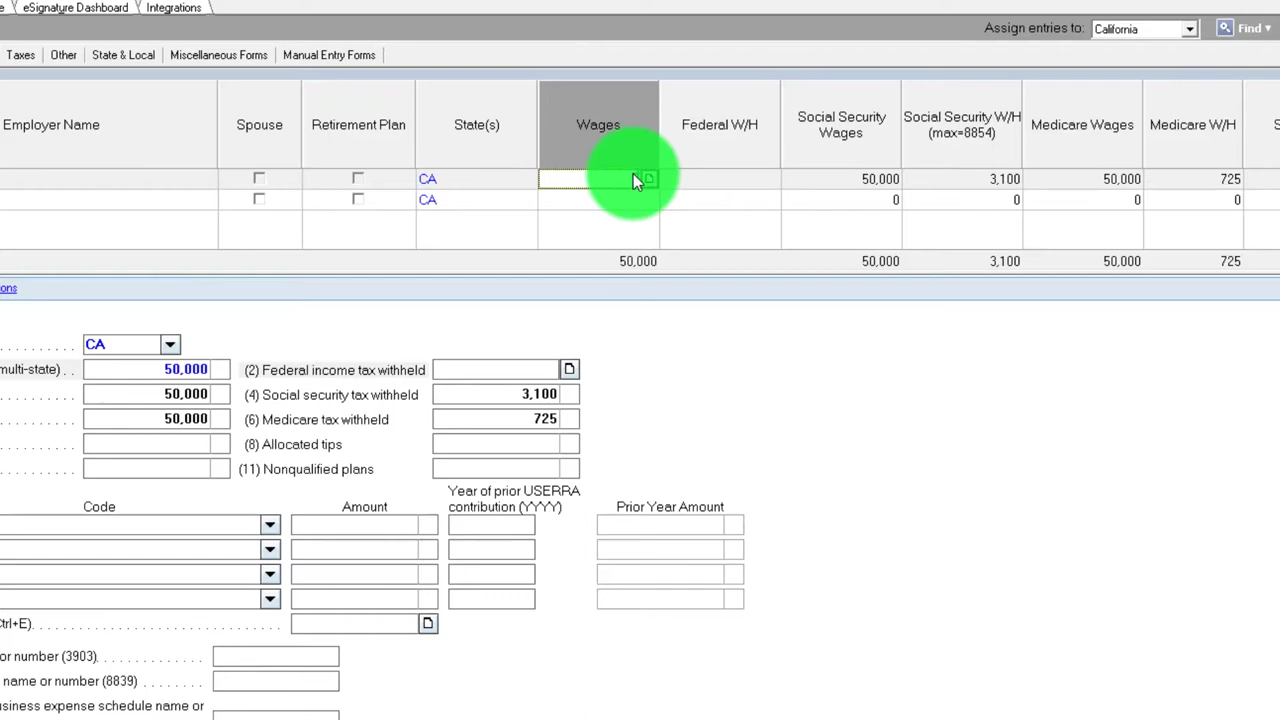 e eSignature Dashboard Integrations
Assign entries to: California Find
Taxes Other State & Local Miscellaneous Forms Manual Entry Forms
Employer Name Spouse Retirement Plan State(s) Wages Federal W/H Social Security Wages Social Security W/H (max=8854) Medicare Wages Medicare W/H S
CA 50,000 3,100 50,000 725
CA 0 0 0 0
50,000 50,000 3,100 50,000 725
ons
CA
multi-state) . . 50,000 (2) Federal income tax withheld
50,000 (4) Social security tax withheld 3,100
50,000 (6) Medicare tax withheld 725
(8) Allocated tips
(11) Nonqualified plans
Code Amount Year of prior USERRA contribution (YYYY) Prior Year Amount
Ctrl+E)
or number (3903)
name or number (8839)
usiness expense schedule name or